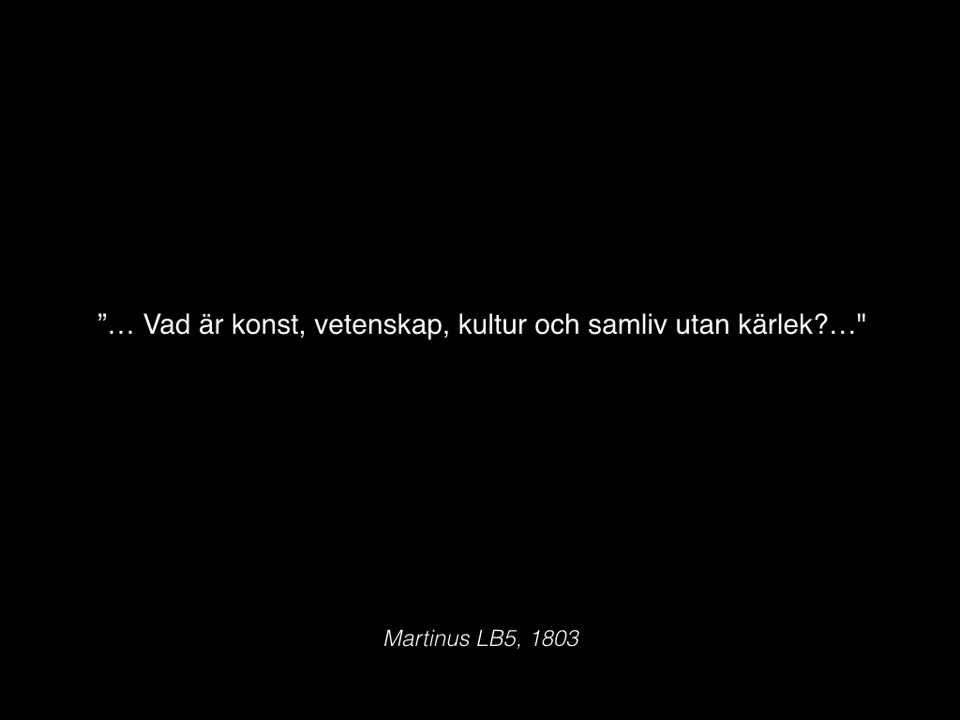 ”… Vad är konst, vetenskap, kultur och samliv utan kärlek?…"
Martinus LB5, 1803